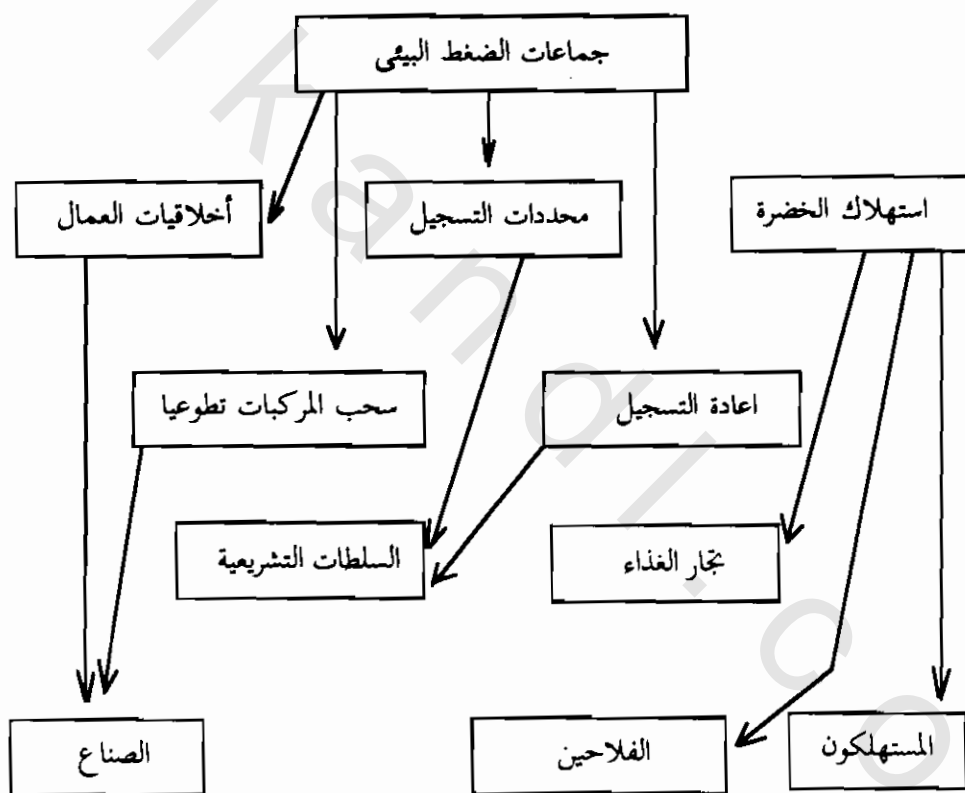 جماعات الضغط البيئى
استهلاك الخضرة
محددات التسجيل
أخلاقيات العمال
اعادة التسجيل
سحب المركبات تطوعيا
تجار الغذاء
السلطات التشريعية
المستهلكون
الفلاحين
الصناع